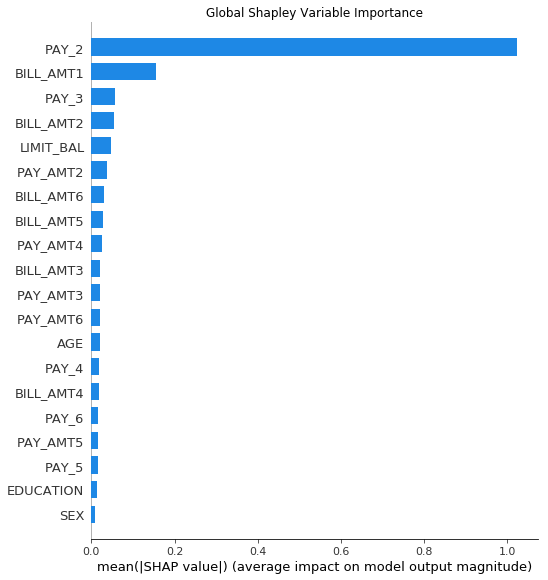 Global Shapley Variable Importance
PAY_2
BILL_AMT1
PAY_3
BILL_AMT2
LIMIT_BAL
PAY_AMT2
BILL_AMT6
BILL_AMT5
PAY_AMT4
BILL_AMT3
PAY_AMT3
PAY_AMT6
AGE
PAY_4
BILL_AMT4
PAY_6
PAY_AMT5
PAY_5
EDUCATION
SEX
0.0 0.2 0.4 0.6 0.8 1.0
mean(|SHAP value|) (average impact on model output magnitude)